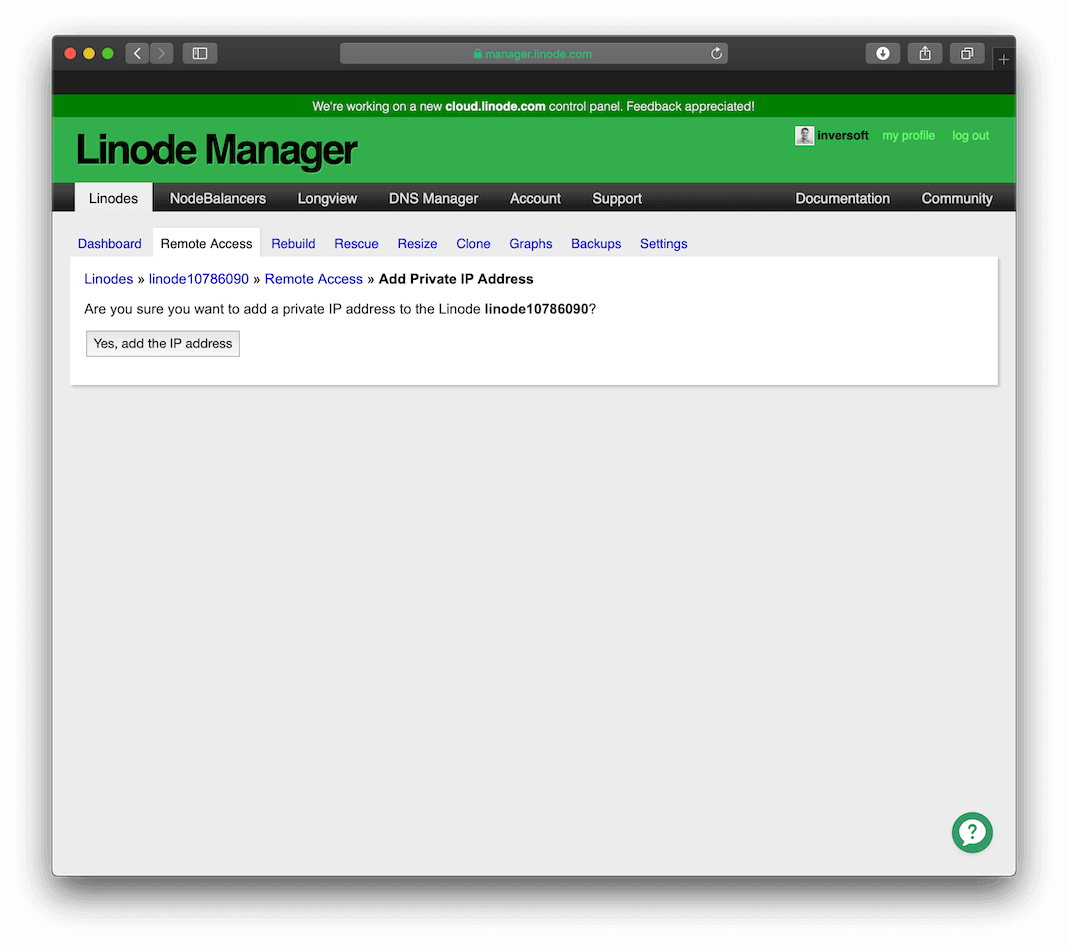 manager.linode.com
We're working on a new cloud.linode.com control panel. Feedback appreciated!
Linode Manager
inversoft my profile log out
Linodes NodeBalancers Longview DNS Manager Account Support Documentation Community
Dashboard Remote Access Rebuild Rescue Resize Clone Graphs Backups Settings
Linodes » linode10786090 » Remote Access » Add Private IP Address
Are you sure you want to add a private IP address to the Linode linode10786090?
Yes, add the IP address